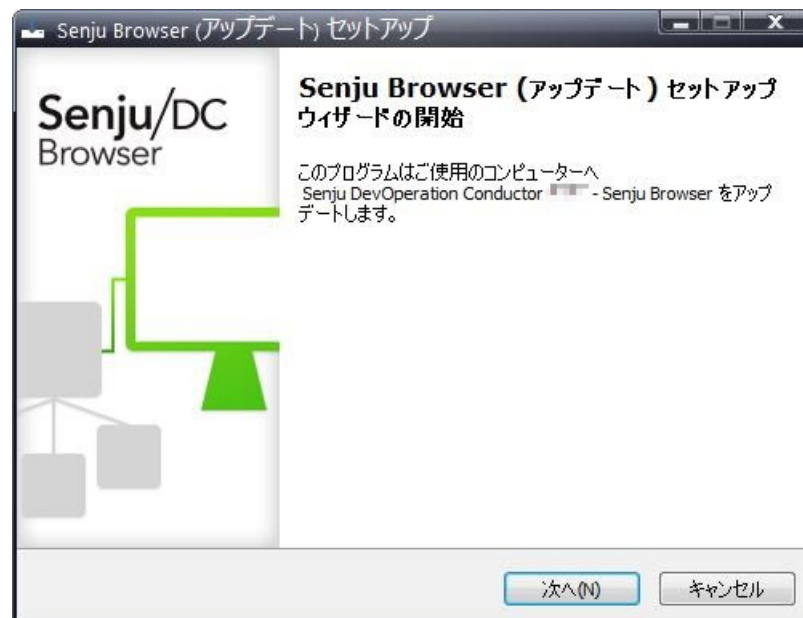 Senju Browser (アップデート) セットアップ
Senju/DC
Browser
Senju Browser (アップデート) セットアップ
ウィザードの開始
このプログラムはご使用のコンピューターへ
Senju DevOperation Conductor - Senju Browser をアップ
デートします。
次へ(N)
キャンセル